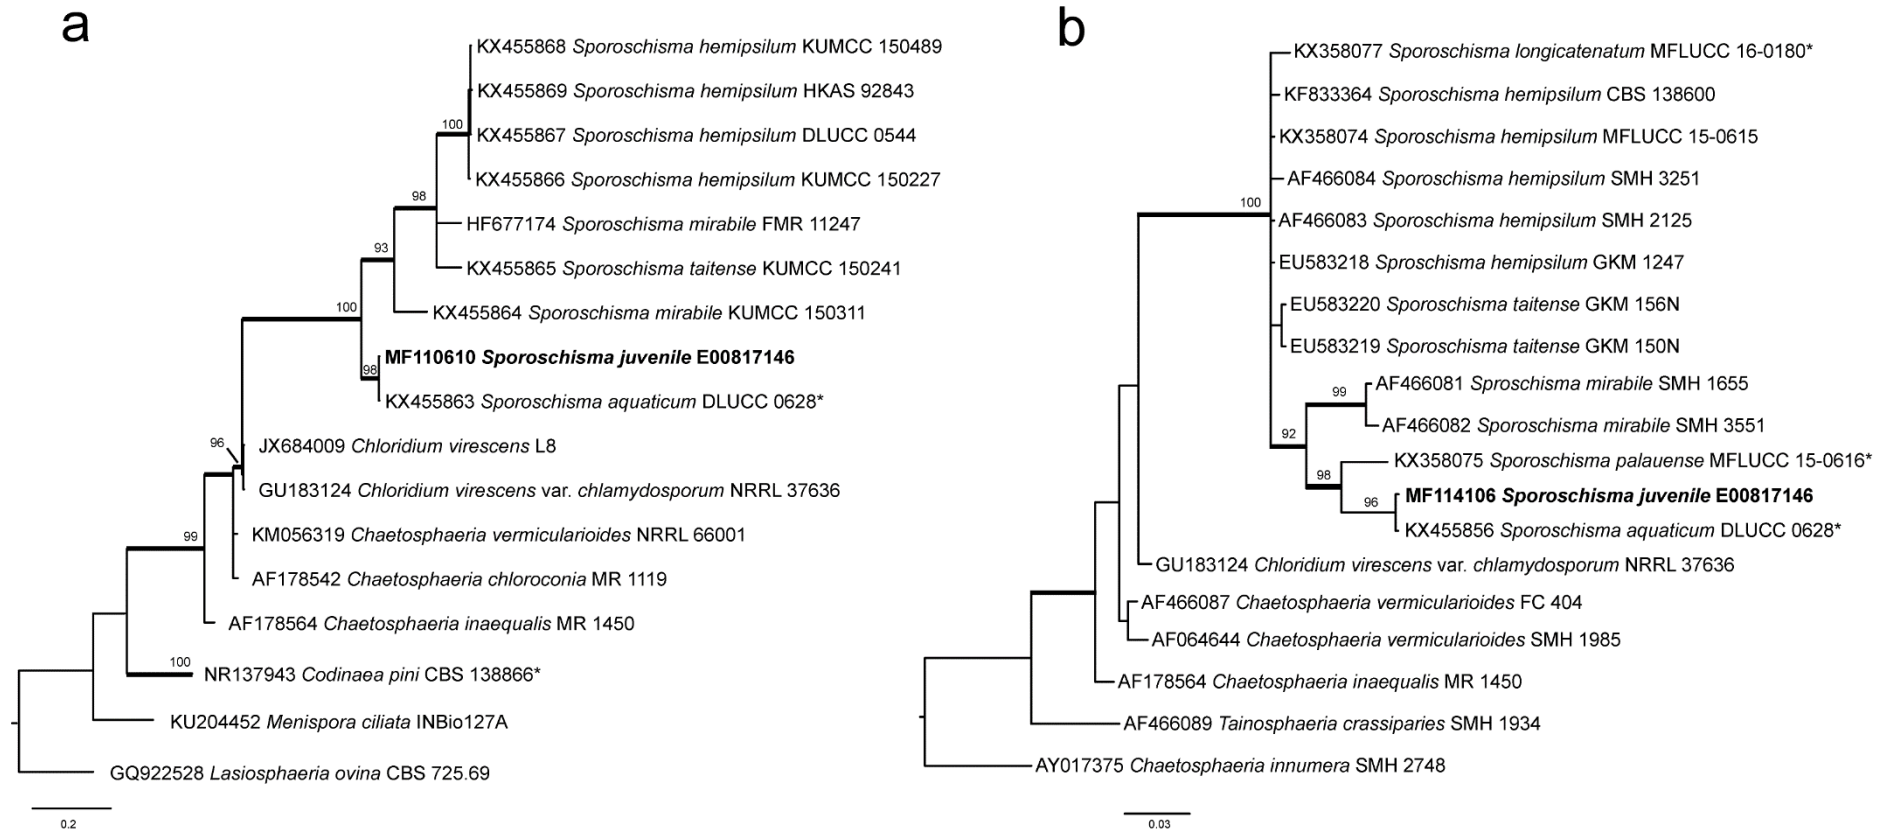 a
KX455868 Sporoschisma hemipsilum KUMCC 150489
KX455869 Sporoschisma hemipsilum HKAS 92843
100
KX455867 Sporoschisma hemipsilum DLUCC 0544
KX455866 Sporoschisma hemipsilum KUMCC 150227
98
HF677174 Sporoschisma mirabile FMR 11247
93
KX455865 Sporoschisma taitense KUMCC 150241
100
KX455864 Sporoschisma mirabile KUMCC 150311
MF110610 Sporoschisma juvenile E00817146
98
KX455863 Sporoschisma aquaticum DLUCC 0628*
96
JX684009 Chloridium virescens L8
GU183124 Chloridium virescens var. chlamydosporum NRRL 37636
99
KM056319 Chaetosphaeria vermicularioides NRRL 66001
AF178542 Chaetosphaeria chloroconia MR 1119
AF178564 Chaetosphaeria inaequalis MR 1450
100
NR137943 Codinaea pini CBS 138866*
KU204452 Menispora ciliata INBio127A
GQ922528 Lasiosphaeria ovina CBS 725.69
0.2
b
KX358077 Sporoschisma longicatenatum MFLUCC 16-0180*
KF833364 Sporoschisma hemipsilum CBS 138600
KX358074 Sporoschisma hemipsilum MFLUCC 15-0615
AF466084 Sporoschisma hemipsilum SMH 3251
100
AF466083 Sporoschisma hemipsilum SMH 2125
EU583218 Sproschisma hemipsilum GKM 1247
EU583220 Sporoschisma taitense GKM 156N
EU583219 Sporoschisma taitense GKM 150N
AF466081 Sproschisma mirabile SMH 1655
99
AF466082 Sporoschisma mirabile SMH 3551
92
KX358075 Sporoschisma palauense MFLUCC 15-0616*
98
MF114106 Sporoschisma juvenile E00817146
96
KX455856 Sporoschisma aquaticum DLUCC 0628*
GU183124 Chloridium virescens var. chlamydosporum NRRL 37636
AF466087 Chaetosphaeria vermicularioides FC 404
AF064644 Chaetosphaeria vermicularioides SMH 1985
AF178564 Chaetosphaeria inaequalis MR 1450
AF466089 Tainosphaeria crassiparies SMH 1934
AY017375 Chaetosphaeria innumera SMH 2748
0.03